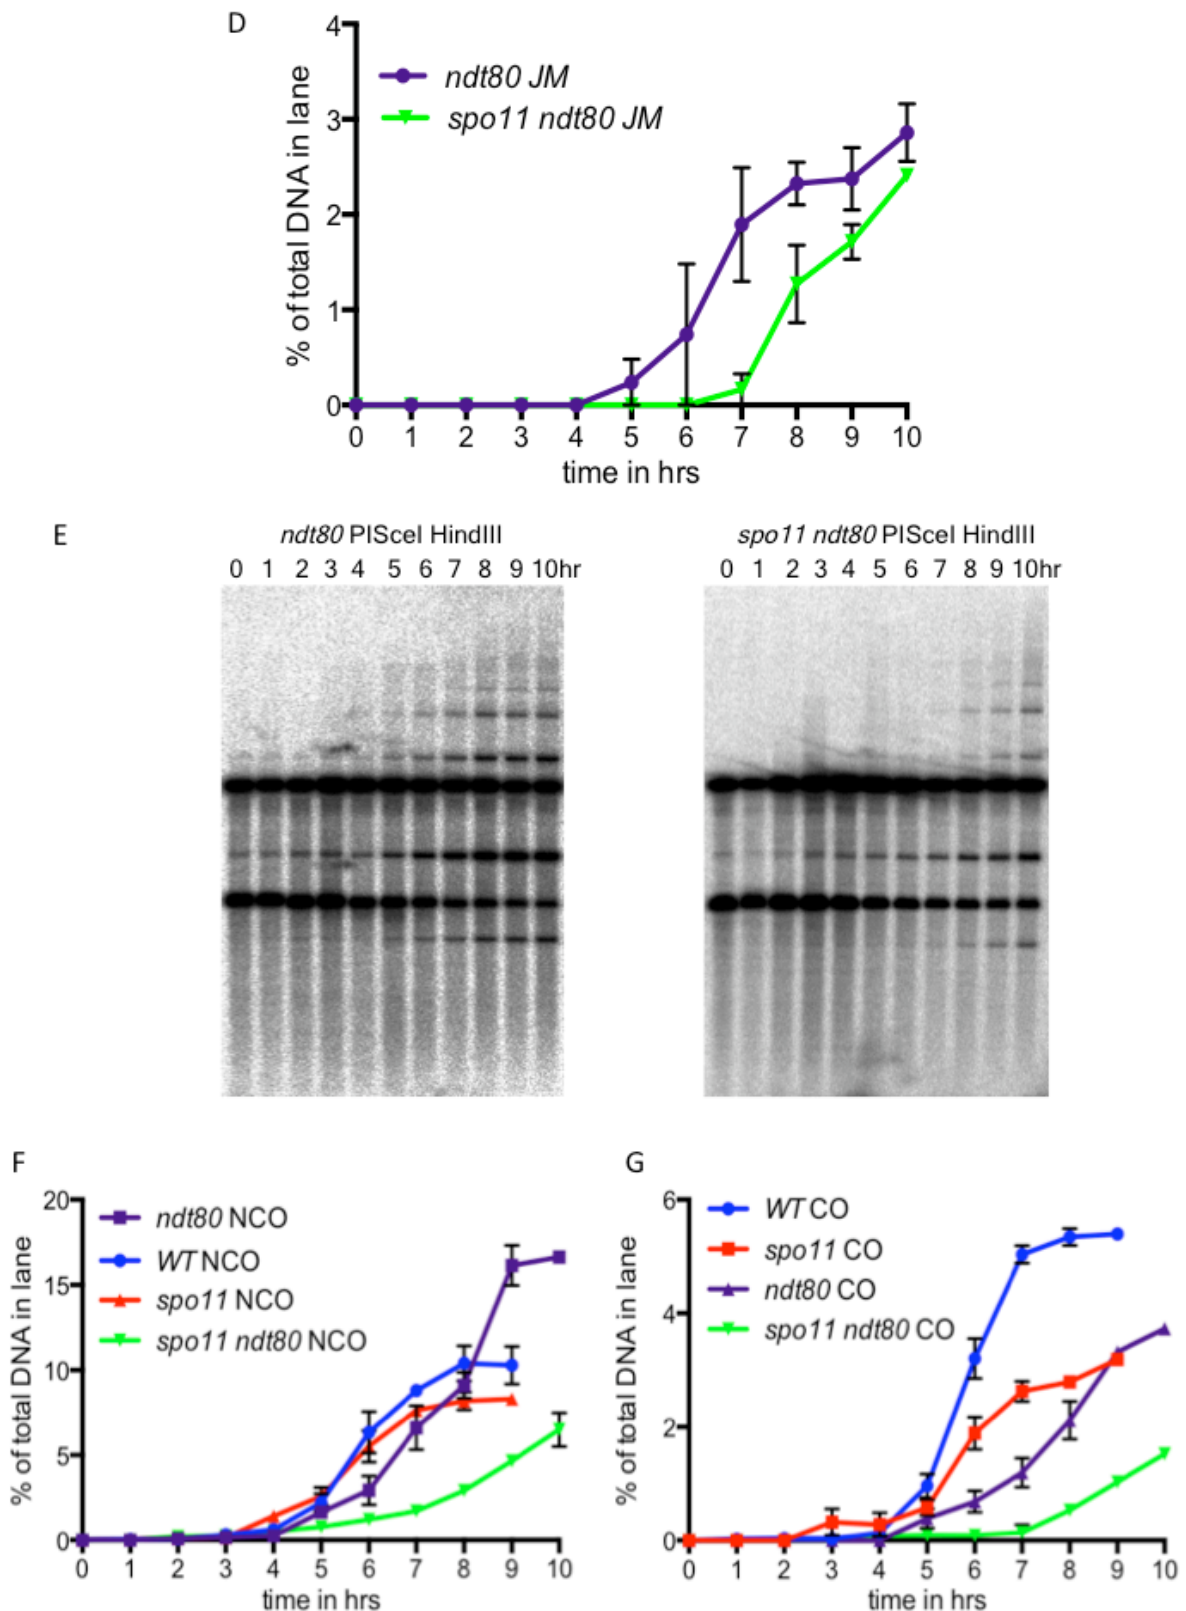 D
4
3
2
1
0
% of total DNA in lane
ndt80 JM
spo11 ndt80 JM
0 1 2 3 4 5 6 7 8 9 10
time in hrs
E
ndt80 PISceI HindIII
0 1 2 3 4 5 6 7 8 9 10hr
spo11 ndt80 PISceI HindIII
0 1 2 3 4 5 6 7 8 9 10hr
F
20
15
10
5
0
% of total DNA in lane
ndt80 NCO
WT NCO
spo11 NCO
spo11 ndt80 NCO
0 1 2 3 4 5 6 7 8 9 10
time in hrs
G
6
4
2
0
% of total DNA in lane
WT CO
spo11 CO
ndt80 CO
spo11 ndt80 CO
0 1 2 3 4 5 6 7 8 9 10
time in hrs